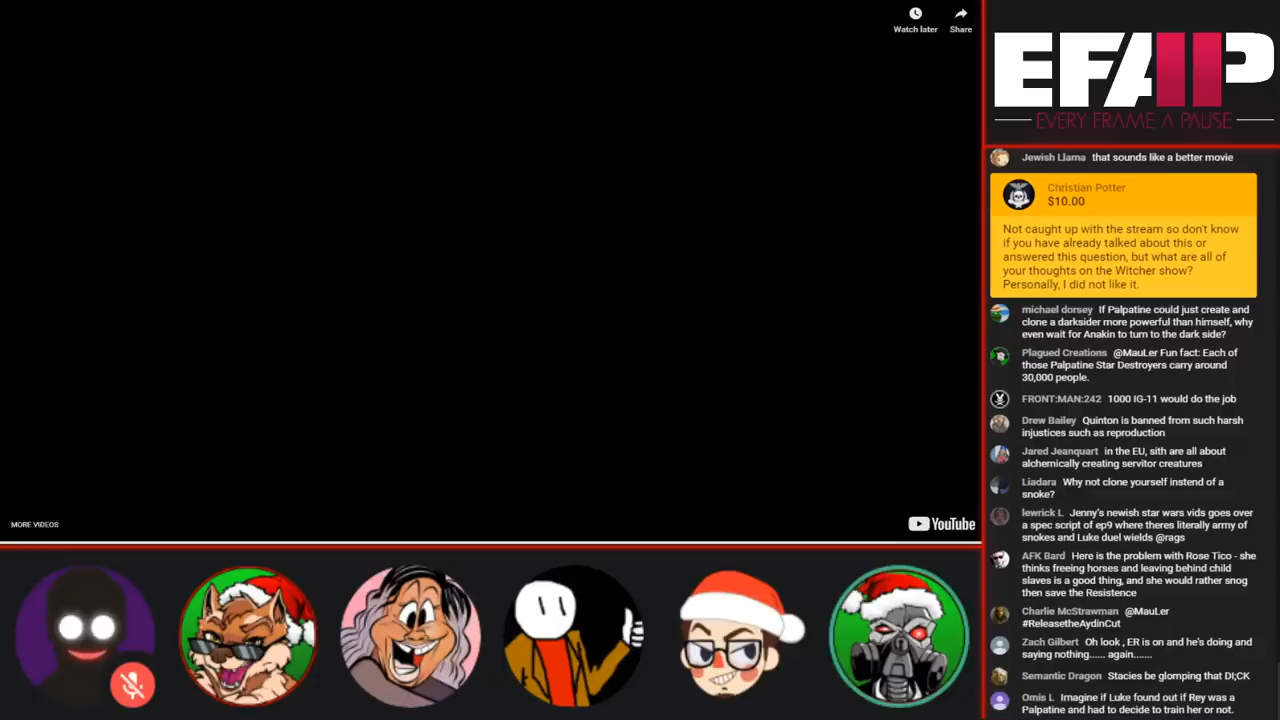 Watch later
Share
MORE VIDEOS
YouTube
EFAP
EVERY FRAME A PAUSE
Jewish Llama that sounds like a better movie
Christian Potter
$10.00
Not caught up with the stream so don't know
if you have already talked about this or
answered this question, but what are all of
your thoughts on the Witcher show?
Personally, I did not like it.
michael dorsey If Palpatine could just create and
clone a darksider more powerful than himself, why
even wait for Anakin to turn to the dark side?
Plagued Creations @MauLer Fun fact: Each of
those Palpatine Star Destroyers carry around
30,000 people.
FRONT:MAN:242 1000 IG-11 would do the job
Drew Bailey Quinton is banned from such harsh
injustices such as reproduction
Jared Jeanquart in the EU, sith are all about
alchemically creating servitor creatures
Liadara Why not clone yourself instend of a
snoke?
lewrick L Jenny's newish star wars vids goes over
a spec script of ep9 where theres literally army of
snokes and Luke duel wields @rags
AFK Bard Here is the problem with Rose Tico - she
thinks freeing horses and leaving behind child
slaves is a good thing, and she would rather snog
then save the Resistence
Charlie McStrawman @MauLer
#ReleasetheAydinCut
Zach Gilbert Oh look , ER is on and he's doing and
saying nothing...... again.......
Semantic Dragon Stacies be glomping that DI;CK
Omis L Imagine if Luke found out if Rey was a
Palpatine and had to decide to train her or not.